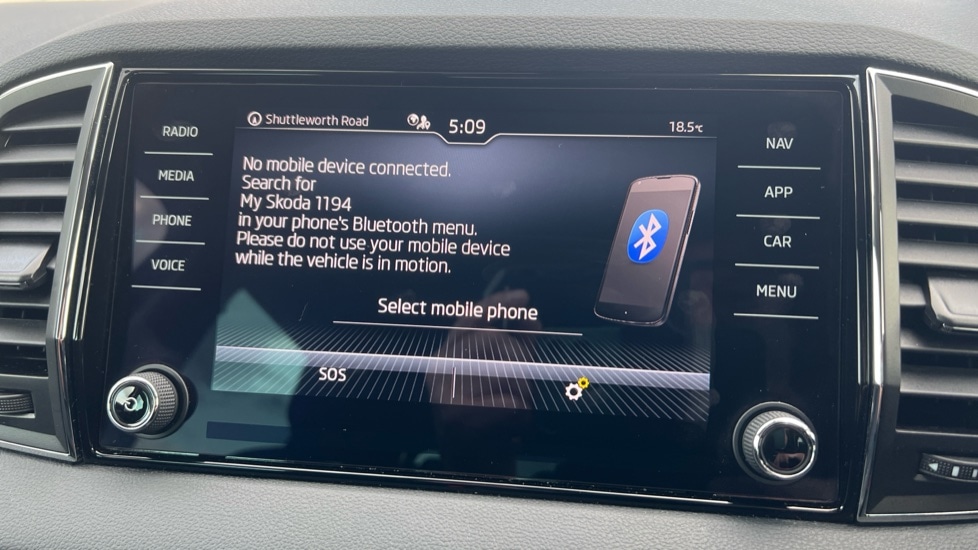 Shuttleworth Road
5:09
18.5°C
RADIO
MEDIA
PHONE
VOICE
No mobile device connected.
Search for
My Skoda 1194
in your phone's Bluetooth menu.
Please do not use your mobile device
while the vehicle is in motion.
Select mobile phone
SOS
NAV
APP
CAR
MENU